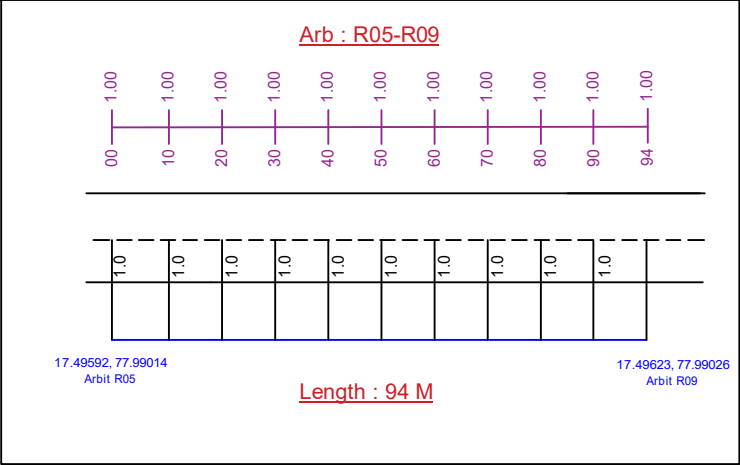 Arb : R05-R09
1.00 1.00 1.00 1.00 1.00 1.00 1.00 1.00 1.00 1.00 1.00
00 10 20 30 40 50 60 70 80 90 94
1.0 1.0 1.0 1.0 1.0 1.0 1.0 1.0 1.0 1.0
17.49592, 77.99014
Arbit R05
17.49623, 77.99026
Arbit R09
Length : 94 M